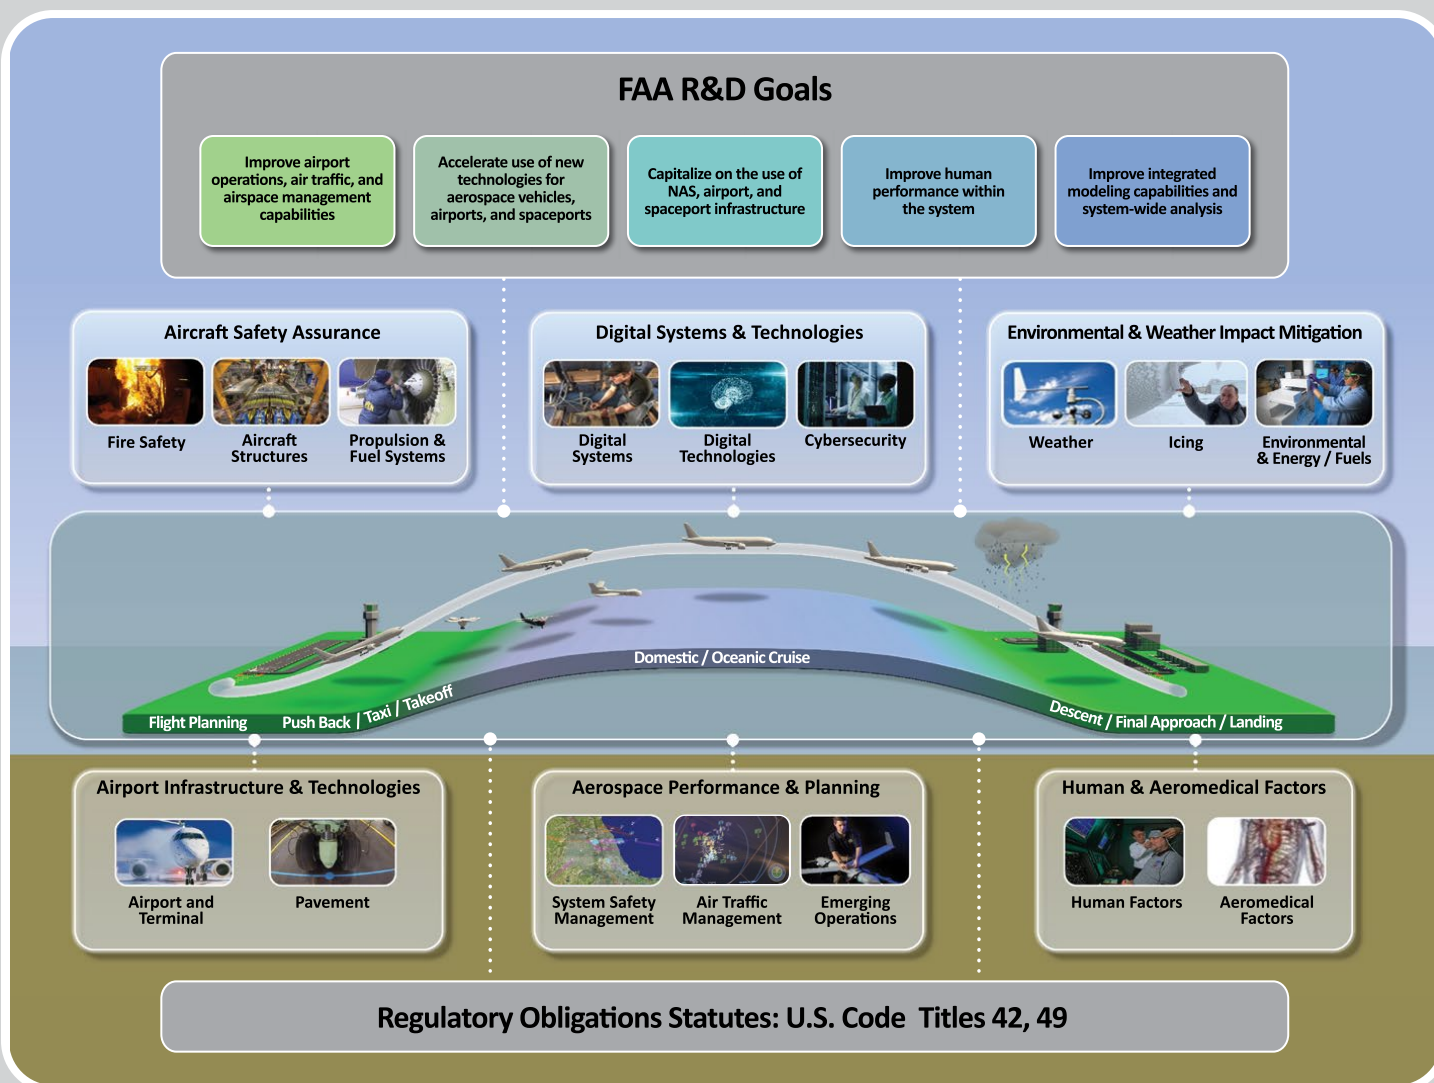 FAA R&D Goals
Improve airport
operations, air traffic, and
airspace management
capabilities
Accelerate use of new
technologies for
aerospace vehicles,
airports, and spaceports
Capitalize on the use of
NAS, airport, and
spaceport infrastructure
Improve human
performance within
the system
Improve integrated
modeling capabilities and
system-wide analysis
Aircraft Safety Assurance
Fire Safety
Aircraft
Structures
Propulsion &
Fuel Systems
Digital Systems & Technologies
Digital
Systems
Digital
Technologies
Cybersecurity
Environmental & Weather Impact Mitigation
Weather
Icing
Environmental
& Energy / Fuels
Domestic / Oceanic Cruise
Flight Planning
Push Back / Taxi / Takeoff
Descent / Final Approach / Landing
Airport Infrastructure & Technologies
Airport and
Terminal
Pavement
Aerospace Performance & Planning
System Safety
Management
Air Traffic
Management
Emerging
Operations
Human & Aeromedical Factors
Human Factors
Aeromedical
Factors
Regulatory Obligations Statutes: U.S. Code  Titles 42, 49